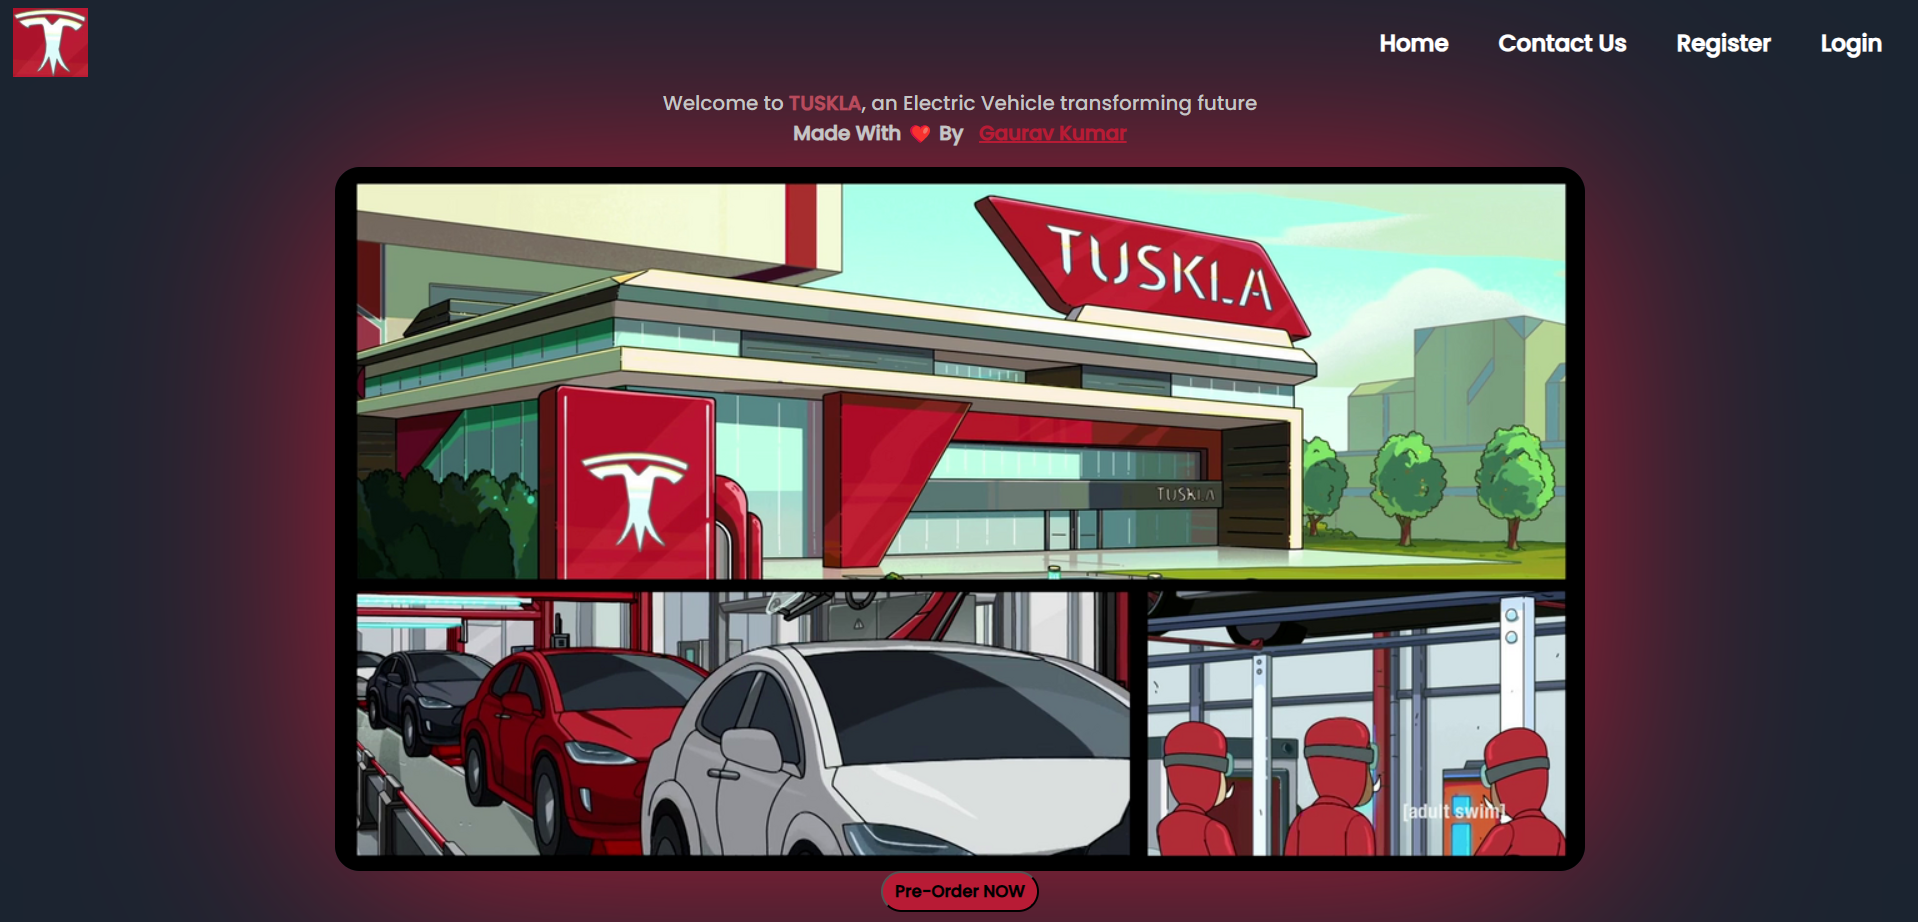 Home Contact Us Register Login
Welcome to TUSKLA, an Electric Vehicle transforming future
Made With ❤️ By Gaurav Kumar
TUSKLA
TUSKLA
[adult swim]
Pre-Order NOW